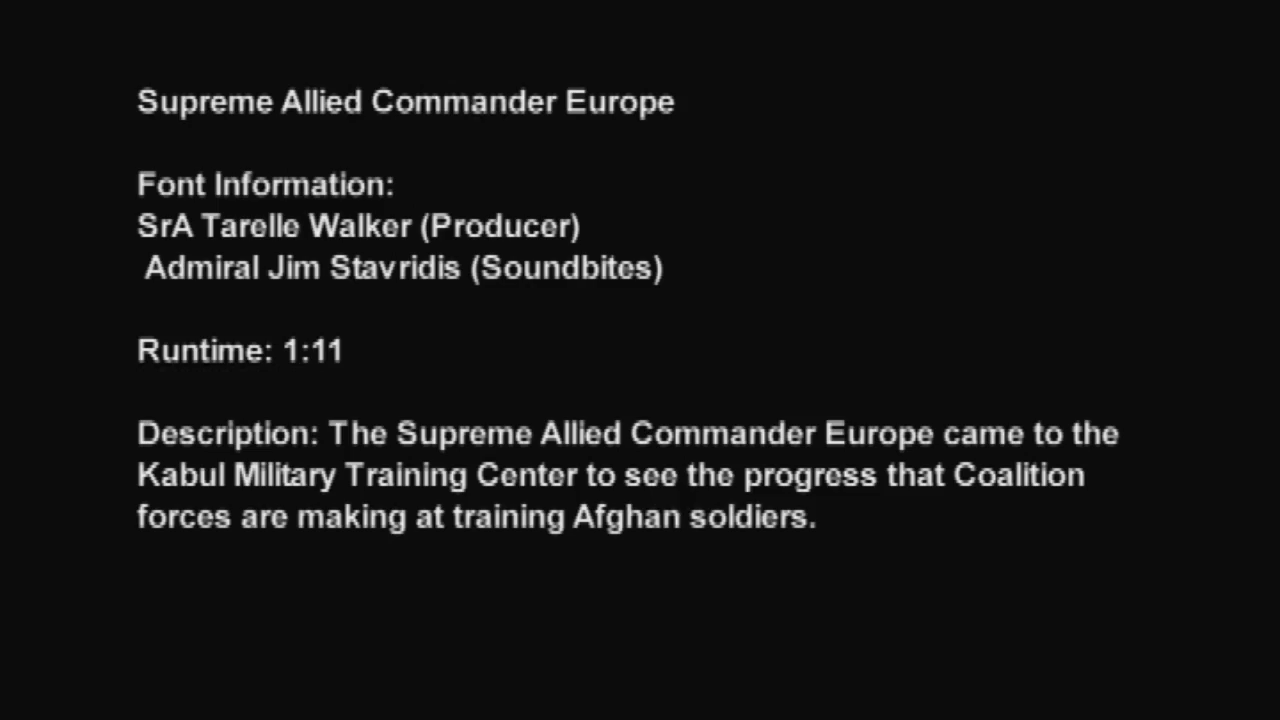 Supreme Allied Commander Europe
Font Information:
SrA Tarelle Walker (Producer)
Admiral Jim Stavridis (Soundbites)
Runtime: 1:11
Description: The Supreme Allied Commander Europe came to the
Kabul Military Training Center to see the progress that Coalition
forces are making at training Afghan soldiers.